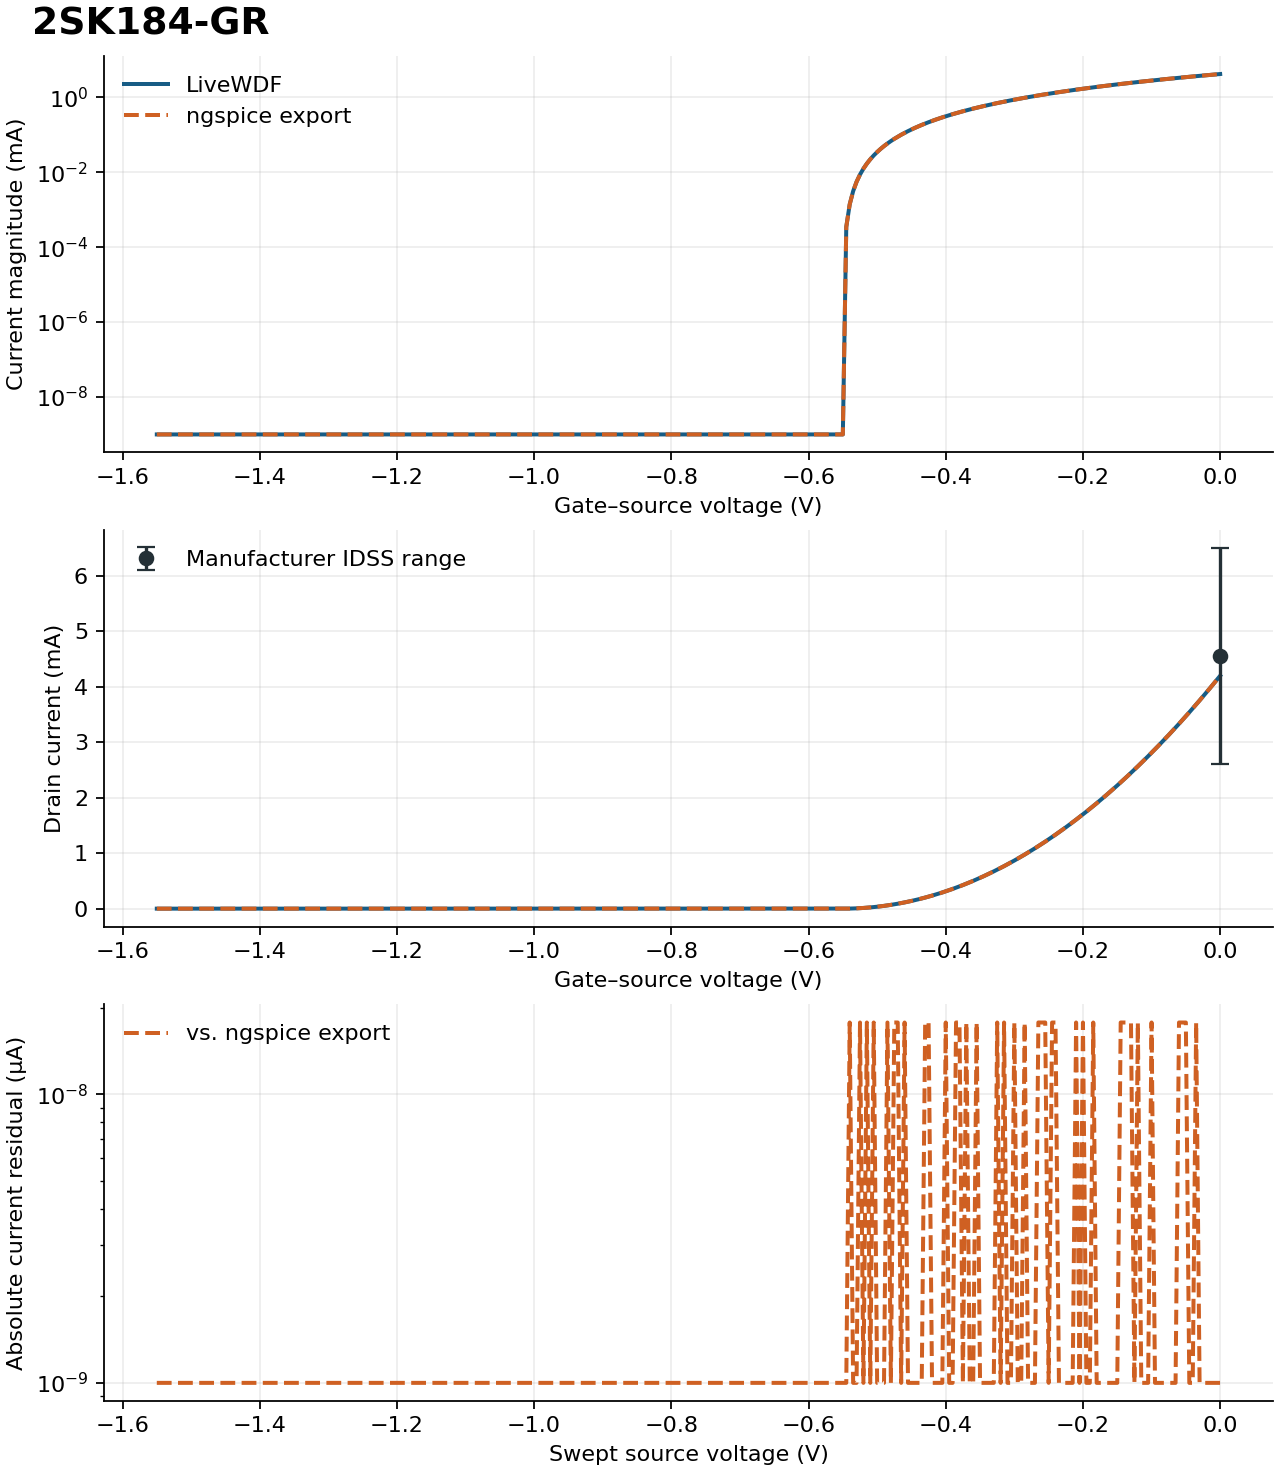 2SK184-GR
LiveWDF
ngspice export
Current magnitude (mA)
10⁰
10⁻²
10⁻⁴
10⁻⁶
10⁻⁸
−1.6 −1.4 −1.2 −1.0 −0.8 −0.6 −0.4 −0.2 0.0
Gate–source voltage (V)
Manufacturer IDSS range
Drain current (mA)
6
5
4
3
2
1
0
−1.6 −1.4 −1.2 −1.0 −0.8 −0.6 −0.4 −0.2 0.0
Gate–source voltage (V)
vs. ngspice export
Absolute current residual (µA)
10⁻⁸
10⁻⁹
−1.6 −1.4 −1.2 −1.0 −0.8 −0.6 −0.4 −0.2 0.0
Swept source voltage (V)